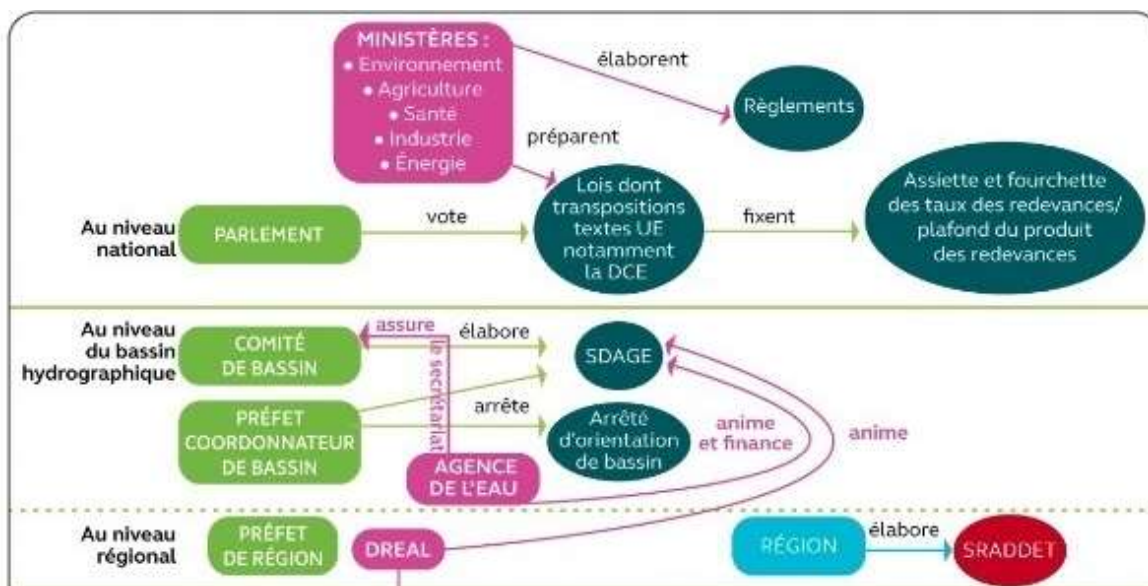 MINISTÈRES :
• Environnement
• Agriculture
• Santé
• Industrie
• Énergie
élaborent
Règlements
préparent
Au niveau
national
PARLEMENT
vote
Lois dont
transpositions
textes UE
notamment
la DCE
fixent
Assiette et fourchette
des taux des redevances/
plafond du produit
des redevances
Au niveau
du bassin
hydrographique
COMITÉ
DE BASSIN
assure
le secrétariat
élabore
SDAGE
PRÉFET
COORDONNATEUR
DE BASSIN
arrête
Arrêté
d'orientation
de bassin
anime
et finance
anime
AGENCE
DE L'EAU
Au niveau
régional
PRÉFET
DE RÉGION
DREAL
RÉGION
élabore
SRADDET